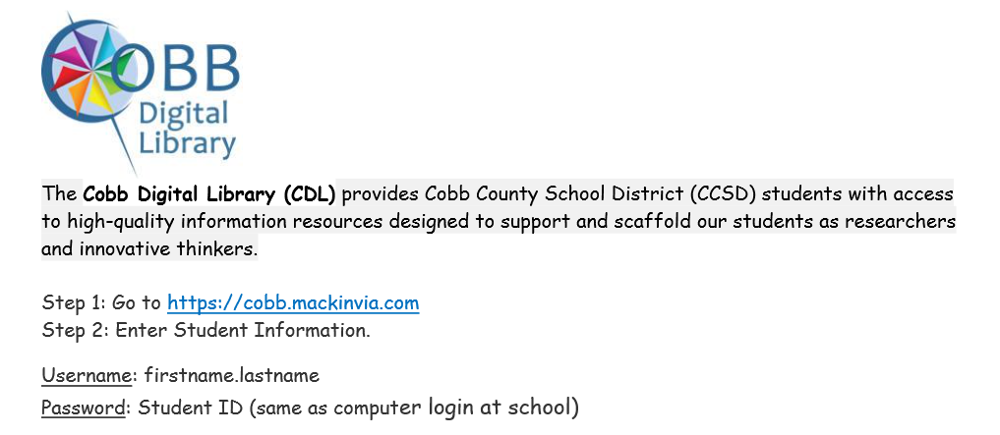 COBB
Digital
Library
The Cobb Digital Library (CDL) provides Cobb County School District (CCSD) students with access
to high-quality information resources designed to support and scaffold our students as researchers
and innovative thinkers.
Step 1: Go to https://cobb.mackinvia.com
Step 2: Enter Student Information.
Username: firstname.lastname
Password: Student ID (same as computer login at school)